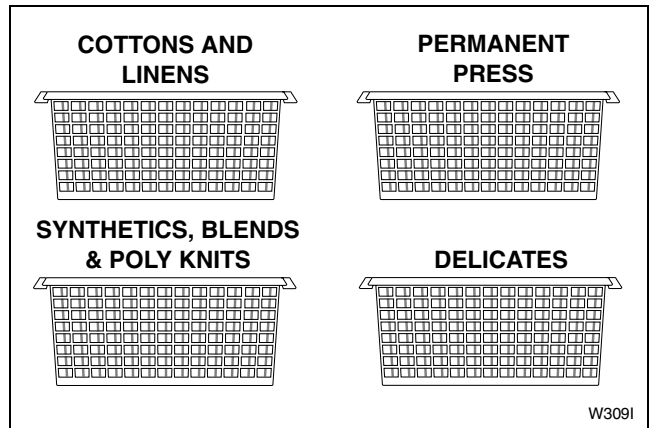 COTTONS AND
LINENS
PERMANENT
PRESS
SYNTHETICS, BLENDS
& POLY KNITS
DELICATES
W309I